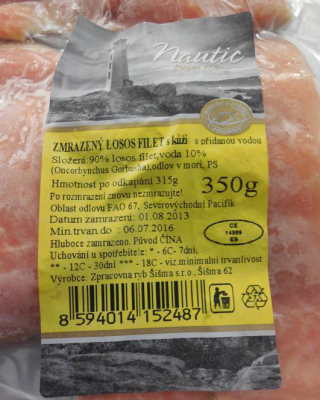 Nautic
ZMRAZENÝ LOSOS FILET s kůží s přidanou vodou
Složení:90% losos filet,voda 10%
(Oncorhynchus Gorbucha),odlov v moři, PS
Hmotnost po odkapání 315g 350g
Po rozmrazení znovu nezmrazujte!
Oblast odlovu FAO 67, Severovýchodní Pacifik
Datum zamrazení: 01.08.2013
Min.trvan.do : 06.07.2016
Hluboce zamrazeno. Původ ČÍNA
CZ
ES
Uchování u spotřebitele: * - 6C- 7dní,
** - 12C - 30dní *** - 18C - viz.minimalní trvanlivost
Výrobce: Zpracovna ryb Šišma s.r.o., Šišma 62
8 594014 152487